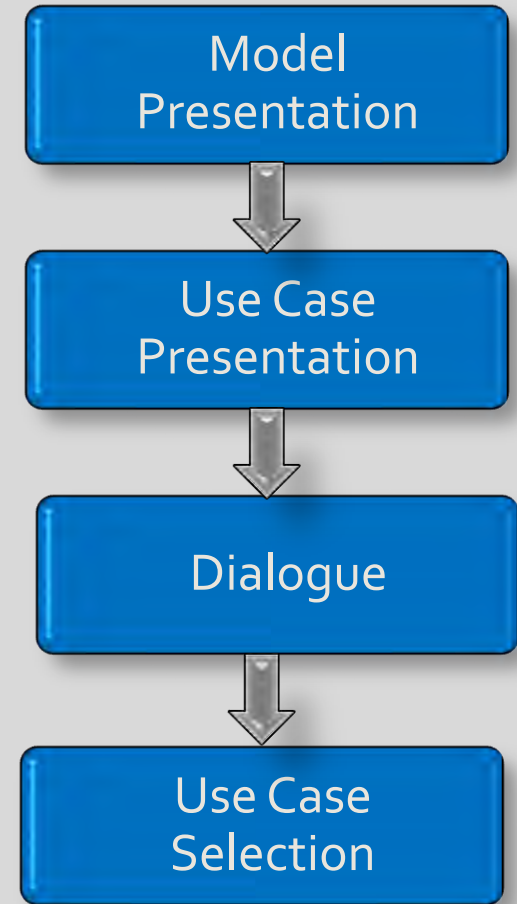 Model
Presentation
Use Case
Presentation
Dialogue
Use Case
Selection